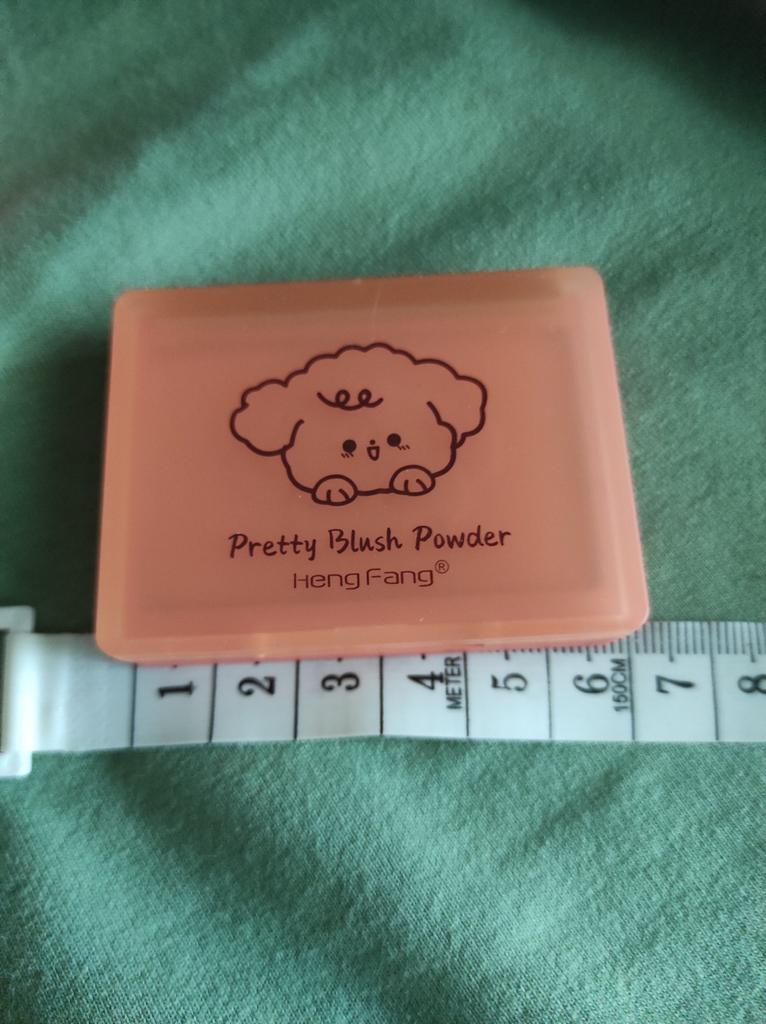 Pretty Blush Powder
Heng Fang®
1 2 3 4 METER 5 6 150CM 7 8